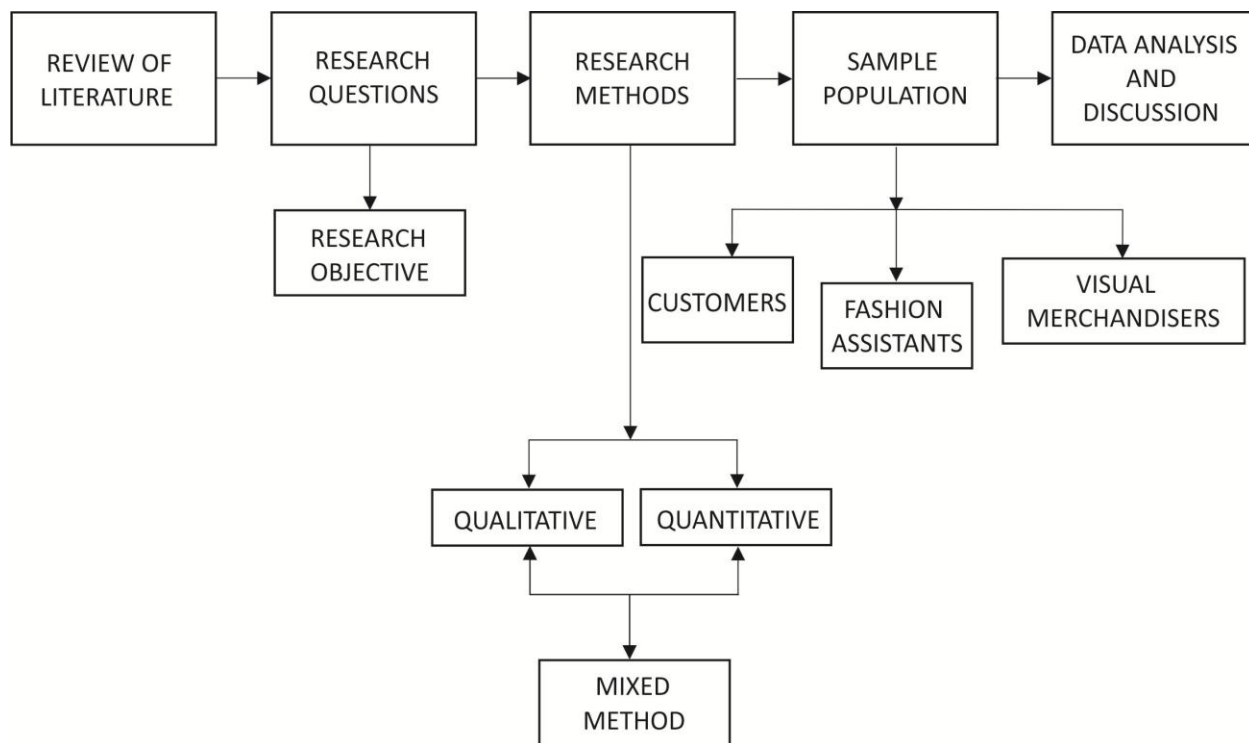 REVIEW OF
LITERATURE
RESEARCH
QUESTIONS
RESEARCH
METHODS
SAMPLE
POPULATION
DATA ANALYSIS
AND
DISCUSSION
RESEARCH
OBJECTIVE
CUSTOMERS
FASHION
ASSISTANTS
VISUAL
MERCHANDISERS
QUALITATIVE
QUANTITATIVE
MIXED
METHOD